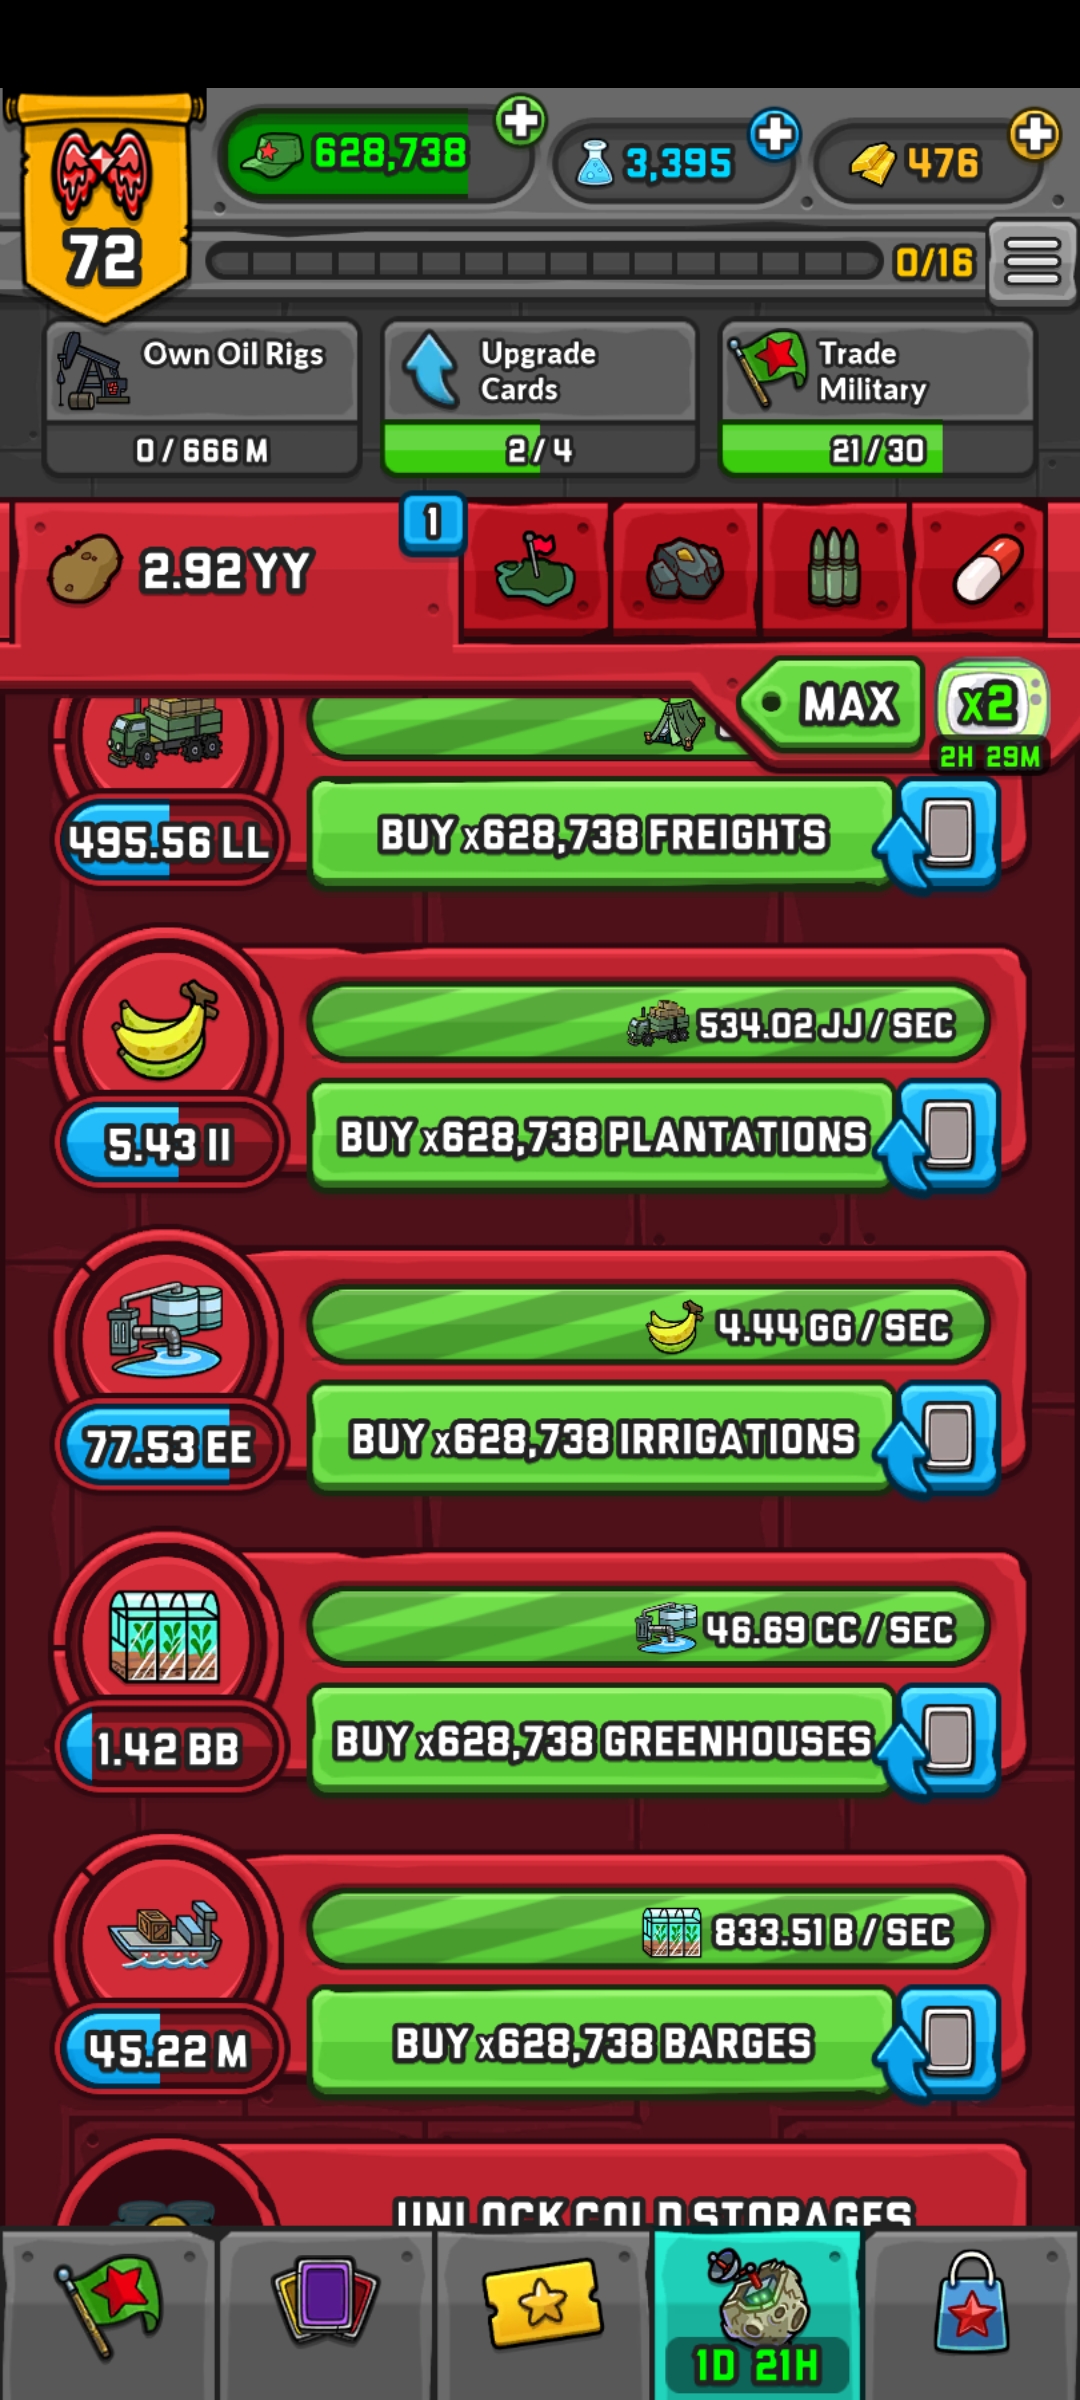 628,738
3,395
476
72
0/16
Own Oil Rigs
0 / 666 M
Upgrade
Cards
2 / 4
Trade
Military
21 / 30
2.92 YY
1
MAX
x2
2H 29M
495.56 LL
BUY x628,738 FREIGHTS
534.02 JJ / SEC
5.43 II
BUY x628,738 PLANTATIONS
4.44 GG / SEC
77.53 EE
BUY x628,738 IRRIGATIONS
46.69 CC / SEC
1.42 BB
BUY x628,738 GREENHOUSES
833.51 B / SEC
45.22 M
BUY x628,738 BARGES
UNLOCK COLD STORAGES
1D 21H